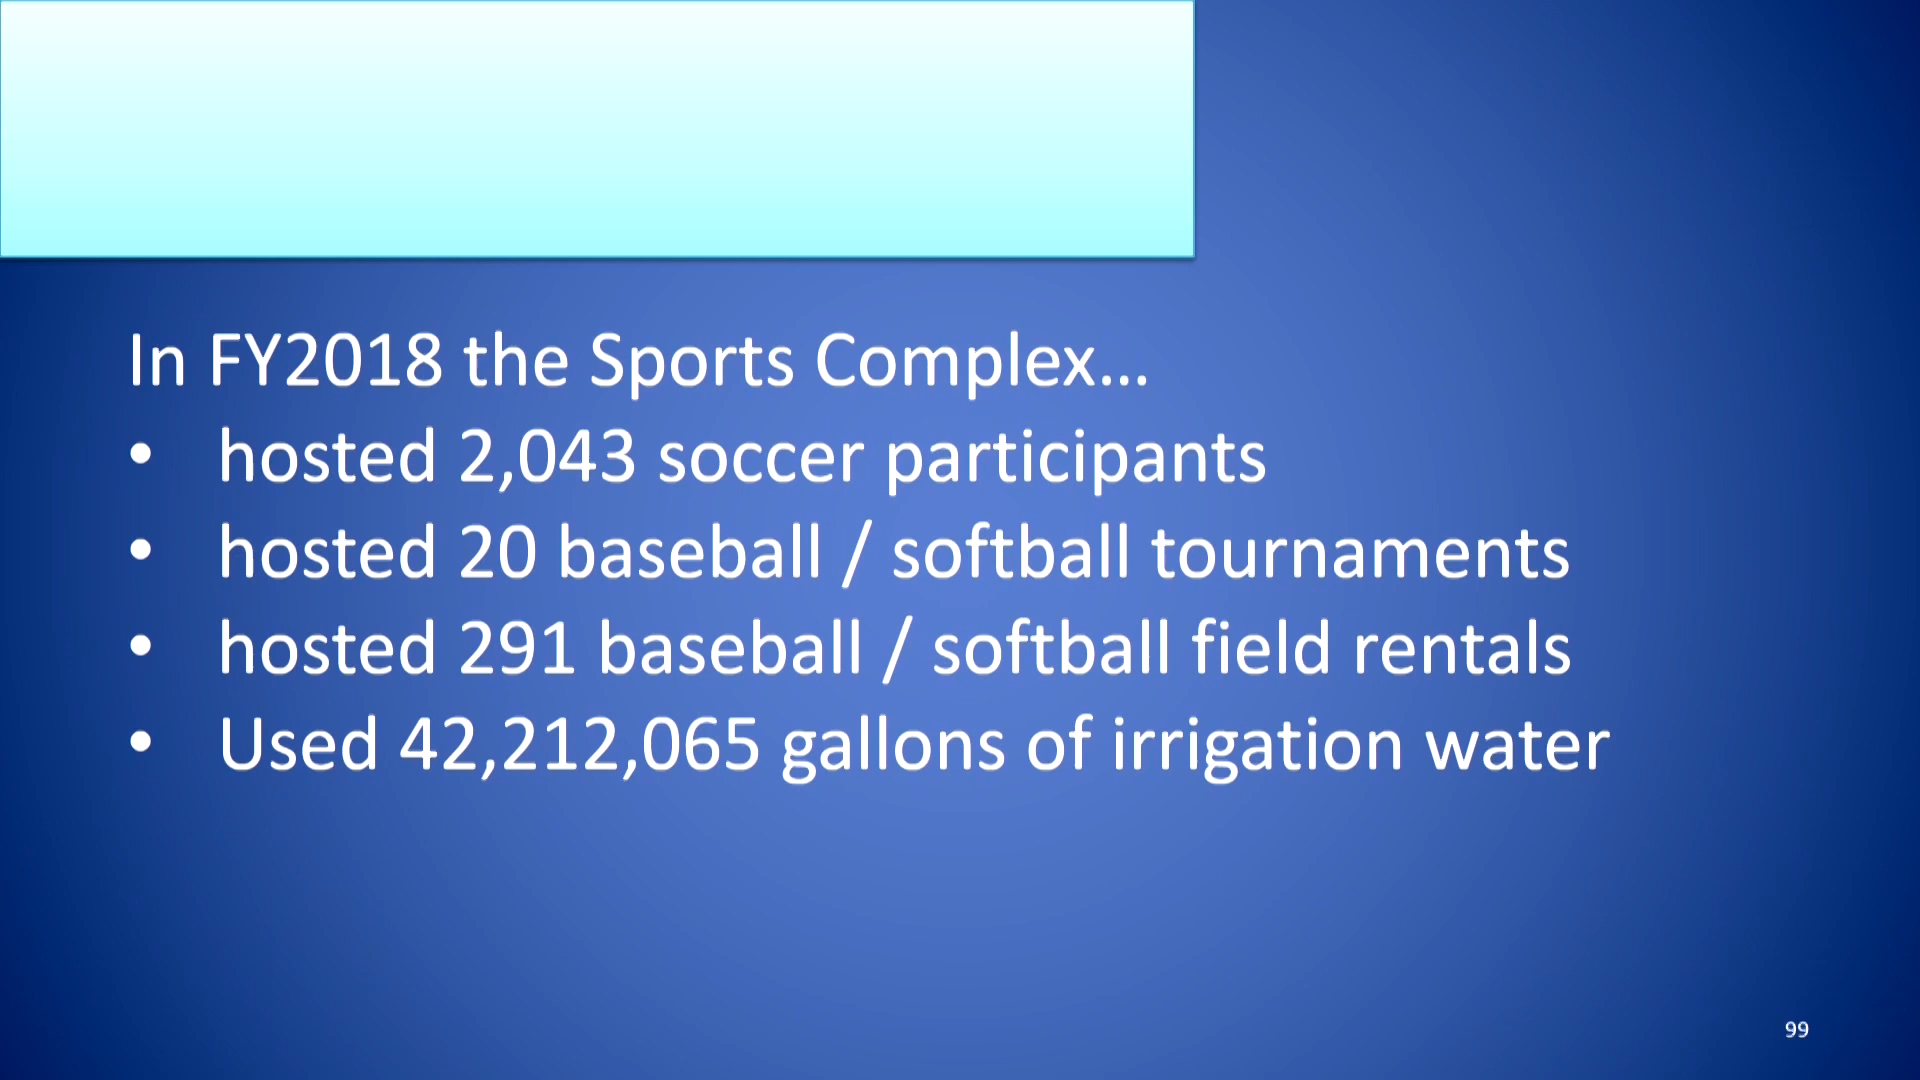 In FY2018 the Sports Complex...
• hosted 2,043 soccer participants
• hosted 20 baseball / softball tournaments
• hosted 291 baseball / softball field rentals
• Used 42,212,065 gallons of irrigation water
99